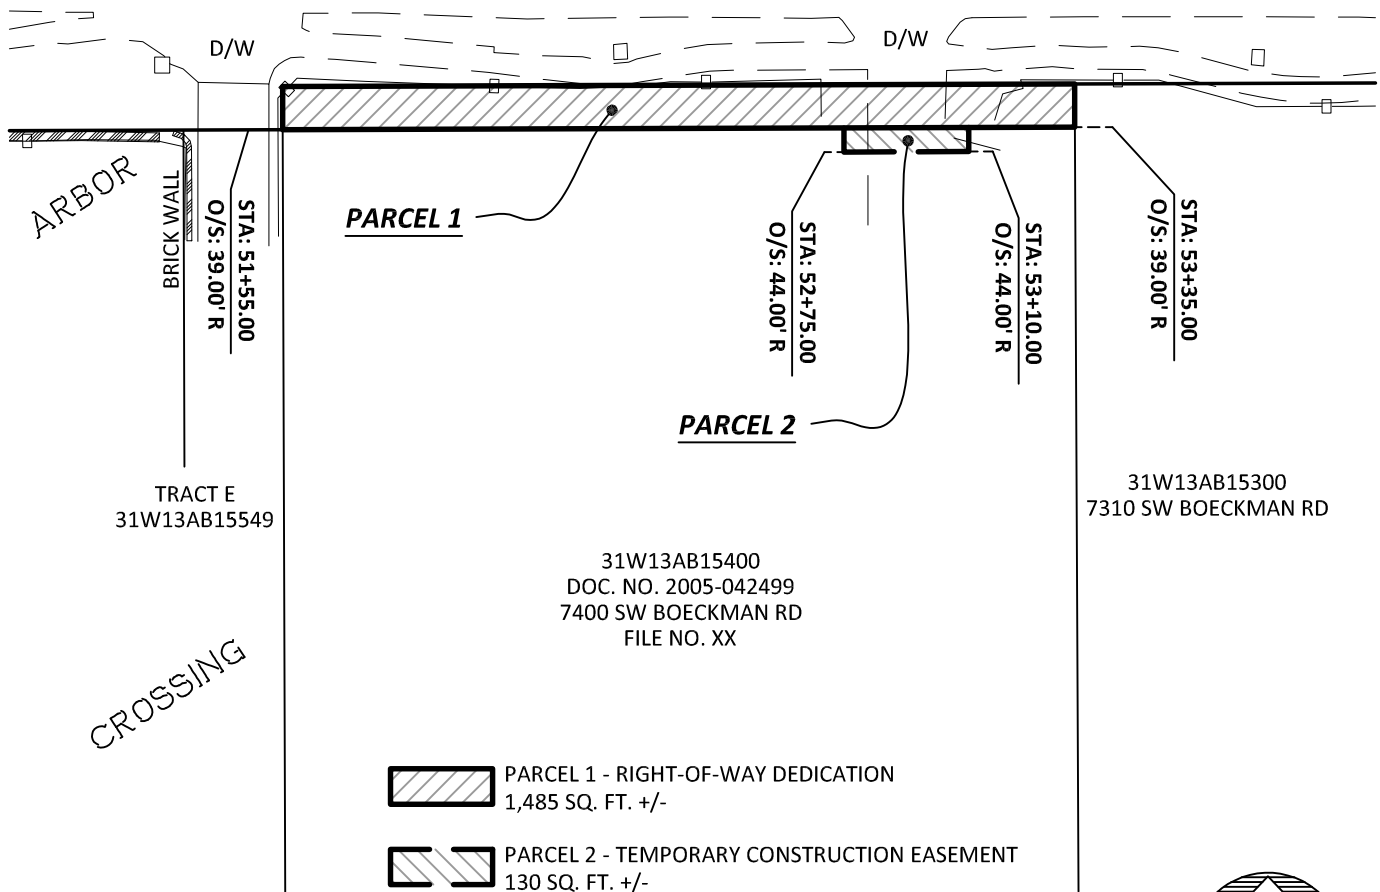 D/W
D/W
ARBOR
BRICK WALL
STA: 51+55.00
O/S: 39.00' R
PARCEL 1
STA: 52+75.00
O/S: 44.00' R
STA: 53+10.00
O/S: 44.00' R
STA: 53+35.00
O/S: 39.00' R
PARCEL 2
TRACT E
31W13AB15549
31W13AB15300
7310 SW BOECKMAN RD
31W13AB15400
DOC. NO. 2005-042499
7400 SW BOECKMAN RD
FILE NO. XX
CROSSING
PARCEL 1 - RIGHT-OF-WAY DEDICATION
1,485 SQ. FT. +/-
PARCEL 2 - TEMPORARY CONSTRUCTION EASEMENT
130 SQ. FT. +/-